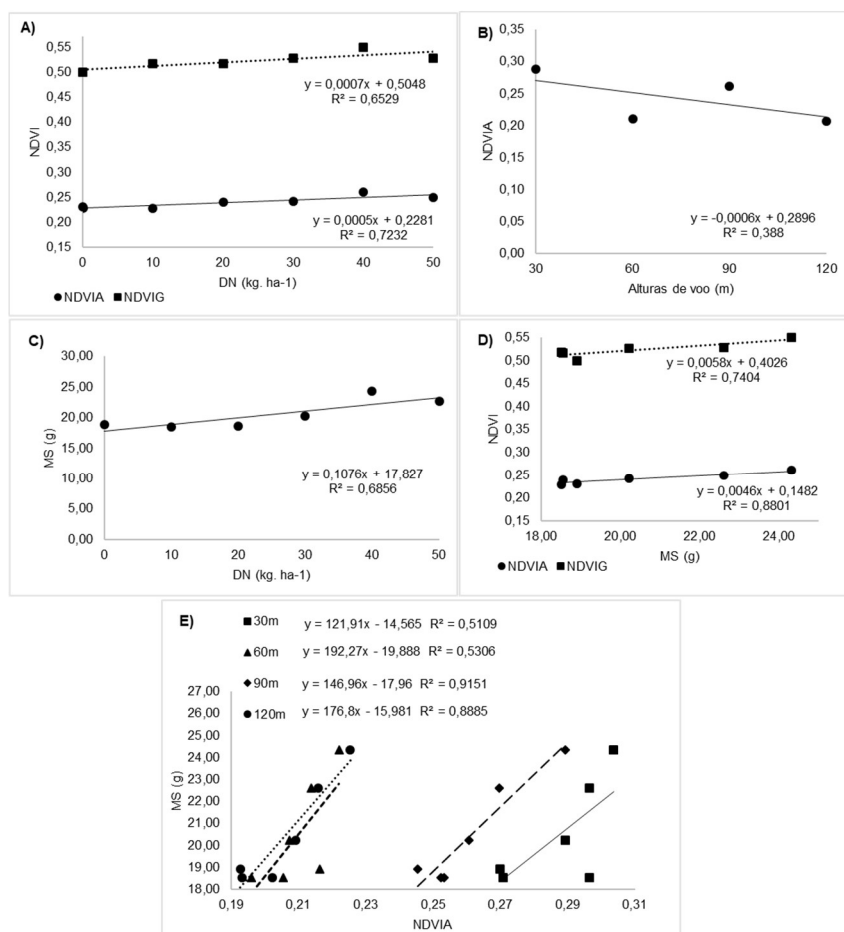 A)
0,55
0,50
0,45
0,40
0,35
0,30
0,25
0,20
0,15
NDVI
y = 0,0007x + 0,5048
R² = 0,6529
y = 0,0005x + 0,2281
R² = 0,7232
0 10 20 30 40 50
DN (kg. ha-1)
NDVIA NDVIG
B)
0,35
0,30
0,25
0,20
0,15
0,10
0,05
0,00
NDVIA
y = -0,0006x + 0,2896
R² = 0,388
30 60 90 120
Alturas de voo (m)
C)
30,00
25,00
20,00
15,00
10,00
5,00
0,00
MS (g)
y = 0,1076x + 17,827
R² = 0,6856
0 10 20 30 40 50
DN (kg. ha-1)
D)
0,55
0,50
0,45
0,40
0,35
0,30
0,25
0,20
0,15
NDVI
y = 0,0058x + 0,4026
R² = 0,7404
y = 0,0046x + 0,1482
R² = 0,8801
18,00 20,00 22,00 24,00
MS (g)
NDVIA NDVIG
E)
30m y = 121,91x - 14,565 R² = 0,5109
60m y = 192,27x - 19,888 R² = 0,5306
90m y = 146,96x - 17,96 R² = 0,9151
120m y = 176,8x - 15,981 R² = 0,8885
27,00
26,00
25,00
24,00
23,00
22,00
21,00
20,00
19,00
18,00
MS (g)
0,19 0,21 0,23 0,25 0,27 0,29 0,31
NDVIA